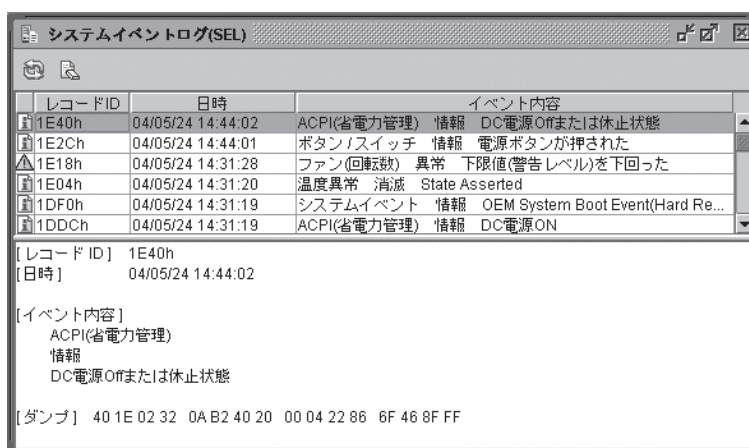 システムイベントログ(SEL)
レコードID 日時 イベント内容
1E40h 04/05/24 14:44:02 ACPI(省電力管理) 情報 DC電源Offまたは休止状態
1E2Ch 04/05/24 14:44:01 ボタン/スイッチ 情報 電源ボタンが押された
1E18h 04/05/24 14:31:28 ファン(回転数) 異常 下限値(警告レベル)を下回った
1E04h 04/05/24 14:31:20 温度異常 消滅 State Asserted
1DF0h 04/05/24 14:31:19 システムイベント 情報 OEM System Boot Event(Hard Re...
1DDCh 04/05/24 14:31:19 ACPI(省電力管理) 情報 DC電源ON
[レコードID] 1E40h
[日時] 04/05/24 14:44:02
[イベント内容]
ACPI(省電力管理)
情報
DC電源Offまたは休止状態
[ダンプ] 40 1E 02 32 0A B2 40 20 00 04 22 86 6F 46 8F FF